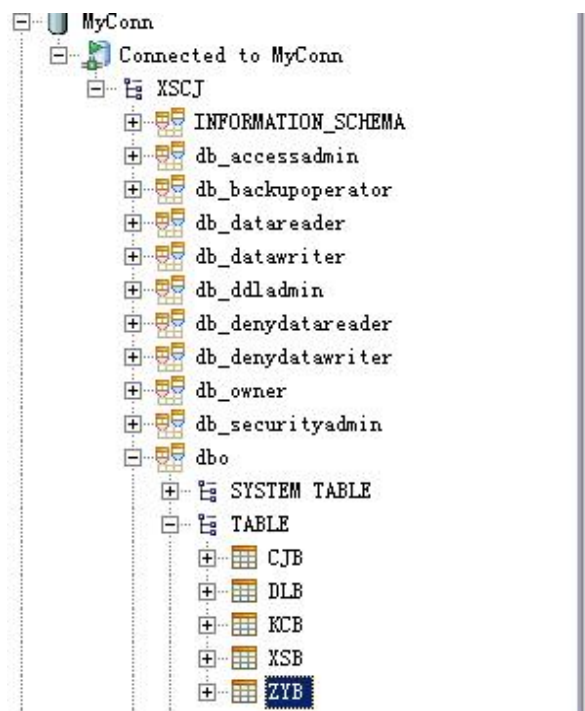 MyConn
Connected to MyConn
XSCJ
INFORMATION_SCHEMA
db_accessadmin
db_backupoperator
db_datareader
db_datawriter
db_ddladmin
db_denydatareader
db_denydatawriter
db_owner
db_securityadmin
dbo
SYSTEM TABLE
TABLE
CJB
DLB
KCB
XSB
ZYB